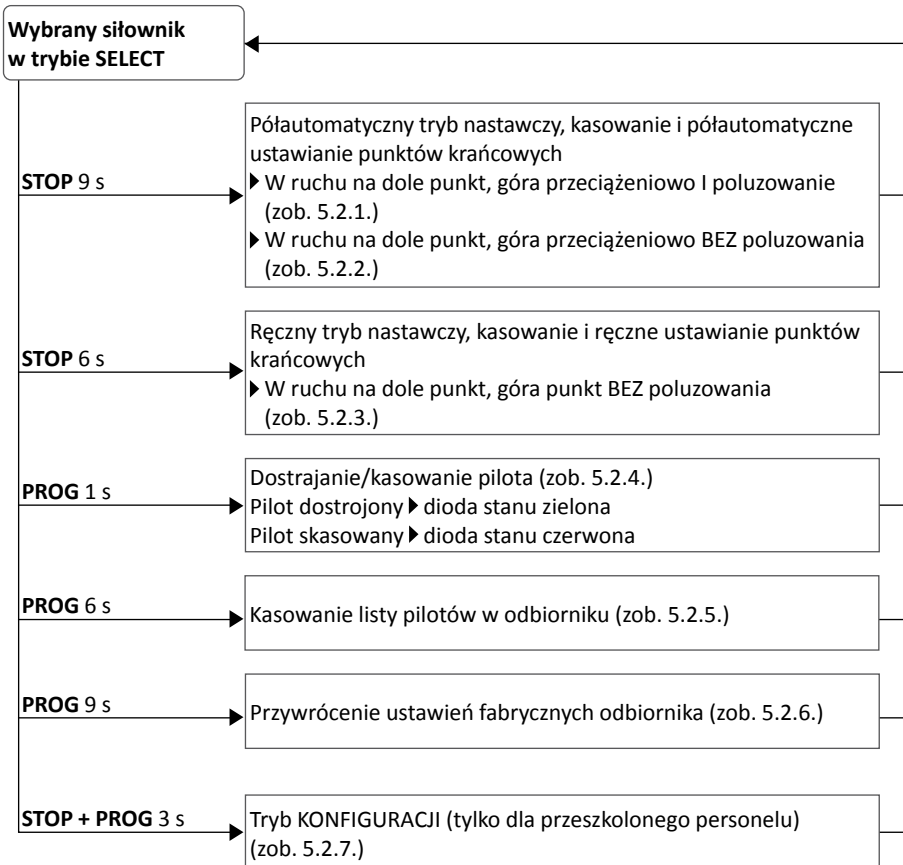 Wybrany siłownik
w trybie SELECT
STOP 9 s
Półautomatyczny tryb nastawczy, kasowanie i półautomatyczne
ustawianie punktów krańcowych
W ruchu na dole punkt, góra przeciążeniowo I poluzowanie
(zob. 5.2.1.)
W ruchu na dole punkt, góra przeciążeniowo BEZ poluzowania
(zob. 5.2.2.)
STOP 6 s
Ręczny tryb nastawczy, kasowanie i ręczne ustawianie punktów
krańcowych
W ruchu na dole punkt, góra punkt BEZ poluzowania
(zob. 5.2.3.)
PROG 1 s
Dostrajanie/kasowanie pilota (zob. 5.2.4.)
Pilot dostrojony dioda stanu zielona
Pilot skasowany dioda stanu czerwona
PROG 6 s
Kasowanie listy pilotów w odbiorniku (zob. 5.2.5.)
PROG 9 s
Przywrócenie ustawień fabrycznych odbiornika (zob. 5.2.6.)
STOP + PROG 3 s
Tryb KONFIGURACJI (tylko dla przeszkolonego personelu)
(zob. 5.2.7.)